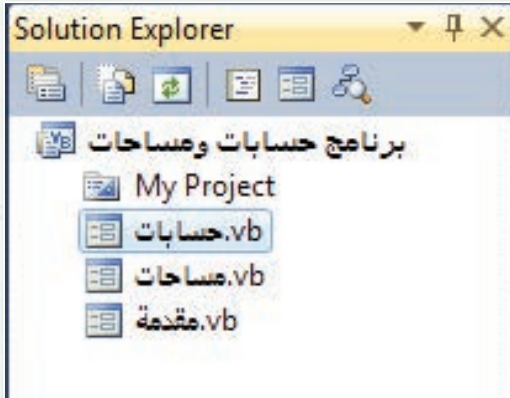 Solution Explorer
برنامج حسابات ومساحات
My Project
حسابات.vb
مساحات.vb
مقدمة.vb